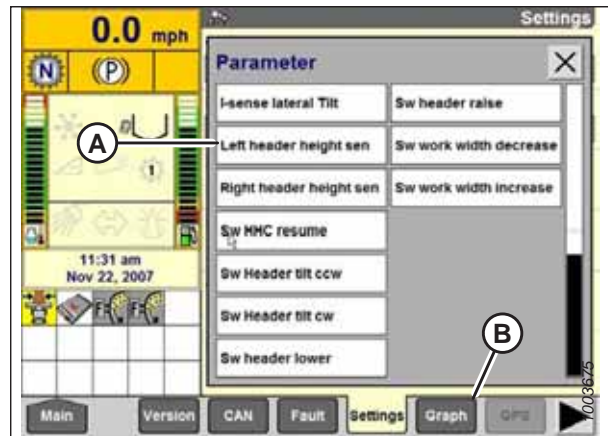 0.0 mph
Settings
N
(P)
Parameter
X
I-sense lateral Tilt
Sw header raise
A
Left header height sen
Sw work width decrease
1
Right header height sen
Sw work width increase
Sw HHC resume
11:31 am
Nov 22, 2007
Sw Header tilt ccw
Sw Header tilt cw
B
Sw header lower
Main
Version
CAN
Fault
Settings
Graph
GPS
1003675